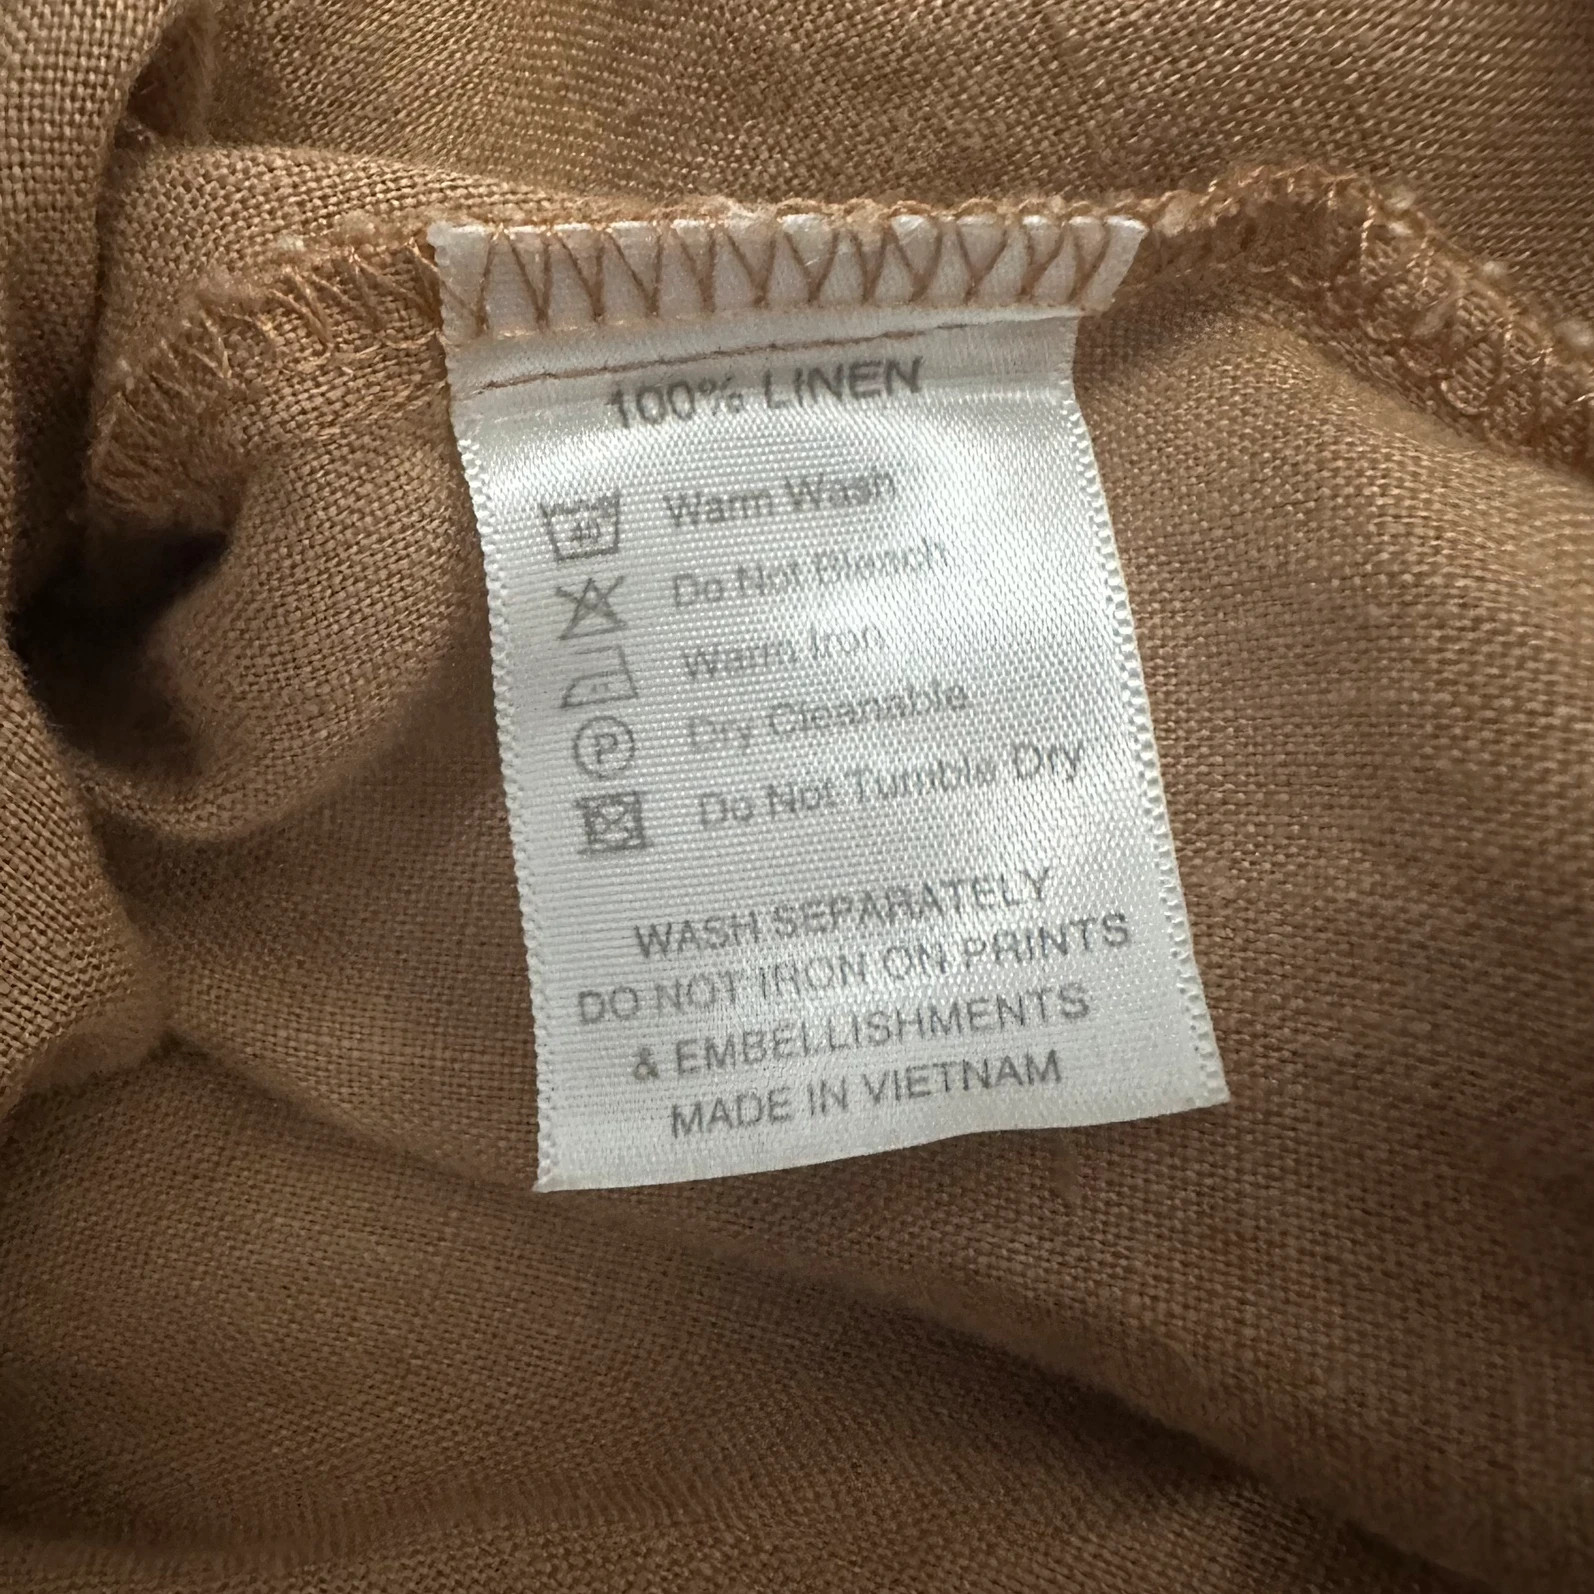 100% LINEN
40 Warm Wash
Do Not Bleach
Warm Iron
P Dry Cleanable
Do Not Tumble Dry
WASH SEPARATELY
DO NOT IRON ON PRINTS
& EMBELLISHMENTS
MADE IN VIETNAM